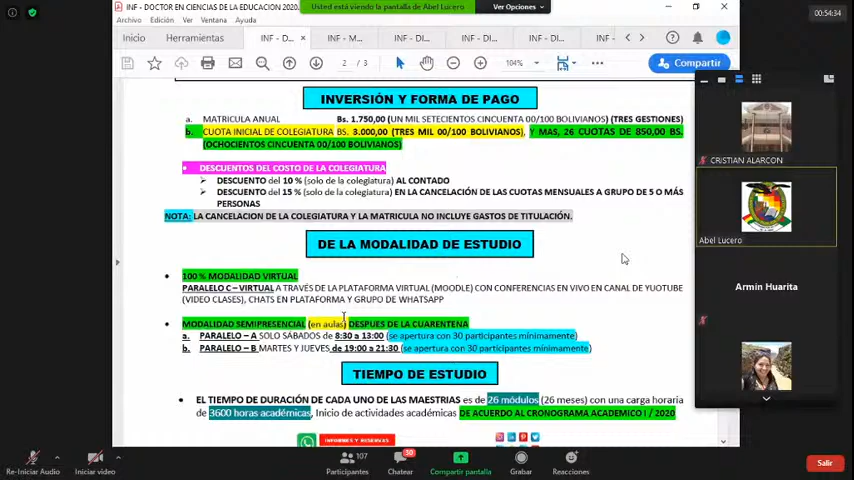 INF - DOCTOR EN CIENCIAS DE LA EDUCACION 2020.
Usted está viendo la pantalla de Abel Lucero
Ver Opciones
00:54:34
Archivo Edición Ver Ventana Ayuda
Inicio Herramientas INF - D... × INF - M... INF - DI... INF - DI... INF - D...
2 / 3 104% Compartir
INVERSIÓN Y FORMA DE PAGO
a. MATRICULA ANUAL Bs. 1.750,00 (UN MIL SETECIENTOS CINCUENTA 00/100 BOLIVIANOS) (TRES GESTIONES)
b. CUOTA INICIAL DE COLEGIATURA BS. 3.000,00 (TRES MIL 00/100 BOLIVIANOS), Y MAS, 26 CUOTAS DE 850,00 BS.
(OCHOCIENTOS CINCUENTA 00/100 BOLIVIANOS)
• DESCUENTOS DEL COSTO DE LA COLEGIATURA
➢ DESCUENTO del 10 % (solo de la colegiatura) AL CONTADO
➢ DESCUENTO del 15 % (solo de la colegiatura) EN LA CANCELACIÓN DE LAS CUOTAS MENSUALES A GRUPO DE 5 O MÁS
PERSONAS
NOTA: LA CANCELACION DE LA COLEGIATURA Y LA MATRICULA NO INCLUYE GASTOS DE TITULACIÓN.
DE LA MODALIDAD DE ESTUDIO
• 100 % MODALIDAD VIRTUAL
PARALELO C – VIRTUAL A TRAVÉS DE LA PLATAFORMA VIRTUAL (MOODLE) CON CONFERENCIAS EN VIVO EN CANAL DE YUOTUBE
(VIDEO CLASES), CHATS EN PLATAFORMA Y GRUPO DE WHATSAPP
• MODALIDAD SEMIPRESENCIAL (en aulas) DESPUES DE LA CUARENTENA
a. PARALELO – A SOLO SÁBADOS de 8:30 a 13:00 (se apertura con 30 participantes mínimamente)
b. PARALELO – B MARTES Y JUEVES de 19:00 a 21:30 (se apertura con 30 participantes mínimamente)
TIEMPO DE ESTUDIO
• EL TIEMPO DE DURACIÓN DE CADA UNO DE LAS MAESTRIAS es de 26 módulos (26 meses) con una carga horaria
de 3600 horas académicas, Inicio de actividades académicas DE ACUERDO AL CRONOGRAMA ACADEMICO I / 2020
INFORMES Y RESERVAS
CRISTIAN ALARCON
Abel Lucero
Armín Huarita
Re-Iniciar Audio
Iniciar video
107
Participantes
30
Chatear
Compartir pantalla
Grabar
Reacciones
Salir